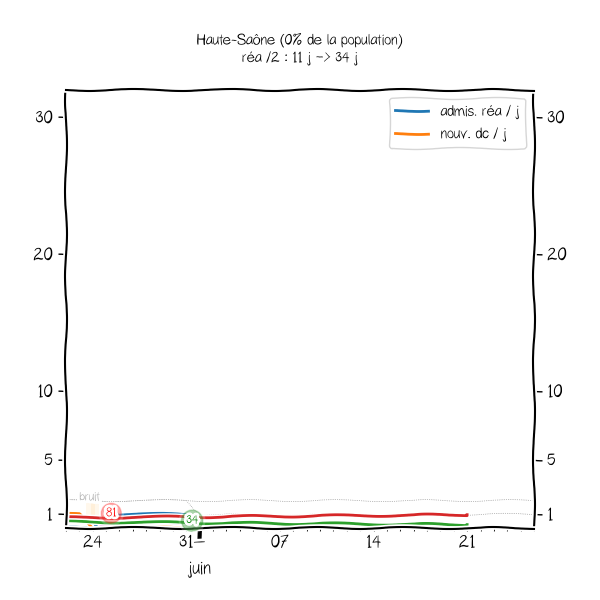 Haute-Saône (0% de la population)
réa /2 : 11 j -> 34 j
admis. réa / j
nouv. dc / j
30
30
20
20
10
10
5
5
bruit
81
34
1
1
24
31
07
14
21
juin